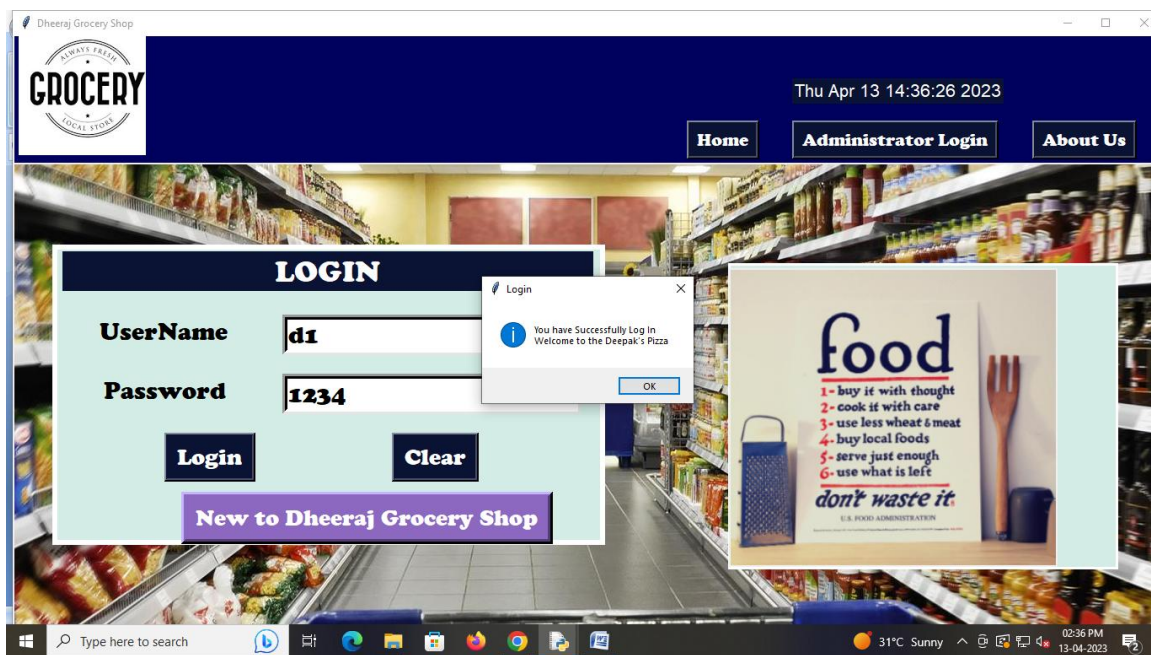 Dheeraj Grocery Shop
ALWAYS FRESH
GROCERY
LOCAL STORE
Thu Apr 13 14:36:26 2023
Home
Administrator Login
About Us
LOGIN
UserName
d1
Password
1234
Login
Clear
New to Dheeraj Grocery Shop
Login
You have Successfully Log In
Welcome to the Deepak's Pizza
OK
food
1- buy it with thought
2- cook it with care
3- use less wheat & meat
4- buy local foods
5- serve just enough
6- use what is left
don't waste it.
U.S. FOOD ADMINISTRATION
Type here to search
31°C Sunny
02:36 PM
13-04-2023
2